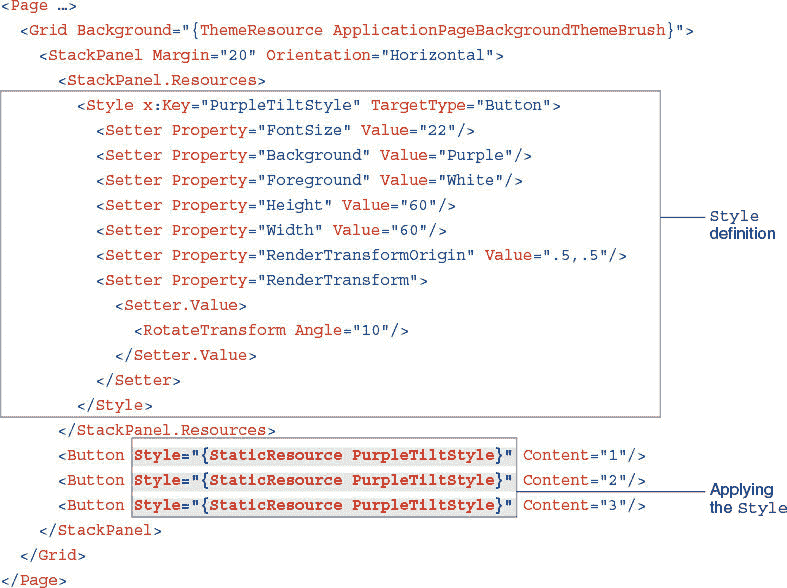 <Page …>
<Grid Background="{ThemeResource ApplicationPageBackgroundThemeBrush}">
<StackPanel Margin="20" Orientation="Horizontal">
<StackPanel.Resources>
<Style x:Key="PurpleTiltStyle" TargetType="Button">
<Setter Property="FontSize" Value="22"/>
<Setter Property="Background" Value="Purple"/>
<Setter Property="Foreground" Value="White"/>
<Setter Property="Height" Value="60"/>
<Setter Property="Width" Value="60"/>
<Setter Property="RenderTransformOrigin" Value=".5,.5"/>
<Setter Property="RenderTransform">
<Setter.Value>
<RotateTransform Angle="10"/>
</Setter.Value>
</Setter>
</Style>
</StackPanel.Resources>
<Button Style="{StaticResource PurpleTiltStyle}" Content="1"/>
<Button Style="{StaticResource PurpleTiltStyle}" Content="2"/>
<Button Style="{StaticResource PurpleTiltStyle}" Content="3"/>
</StackPanel>
</Grid>
</Page>
Style
definition
Applying
the Style